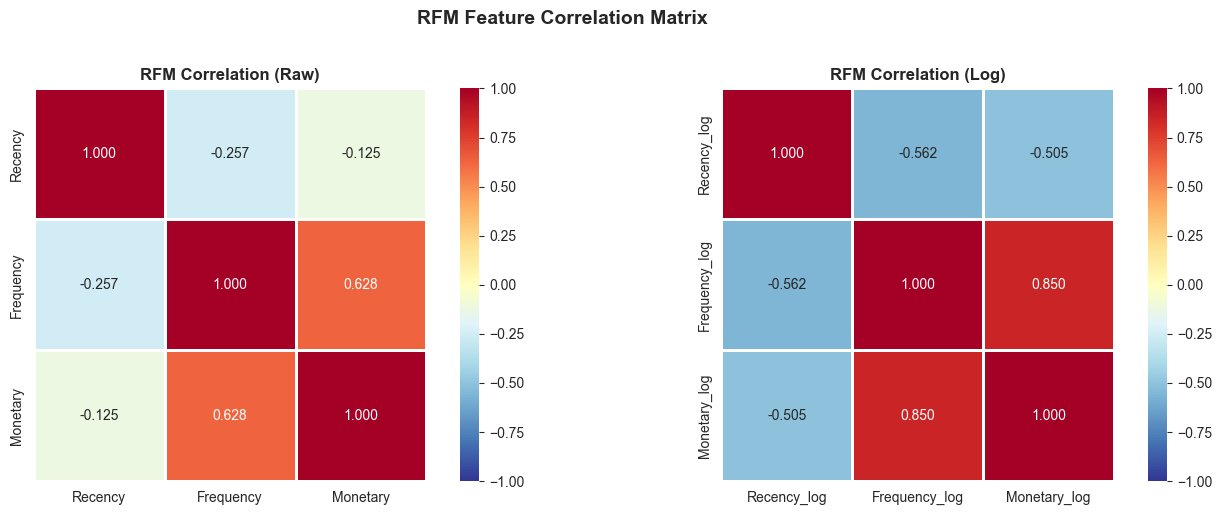 RFM Feature Correlation Matrix
RFM Correlation (Raw)
Recency
1.000 -0.257 -0.125
Frequency
-0.257 1.000 0.628
Monetary
-0.125 0.628 1.000
Recency Frequency Monetary
1.00
0.75
0.50
0.25
0.00
−0.25
−0.50
−0.75
−1.00
RFM Correlation (Log)
Recency_log
1.000 -0.562 -0.505
Frequency_log
-0.562 1.000 0.850
Monetary_log
-0.505 0.850 1.000
Recency_log Frequency_log Monetary_log
1.00
0.75
0.50
0.25
0.00
−0.25
−0.50
−0.75
−1.00